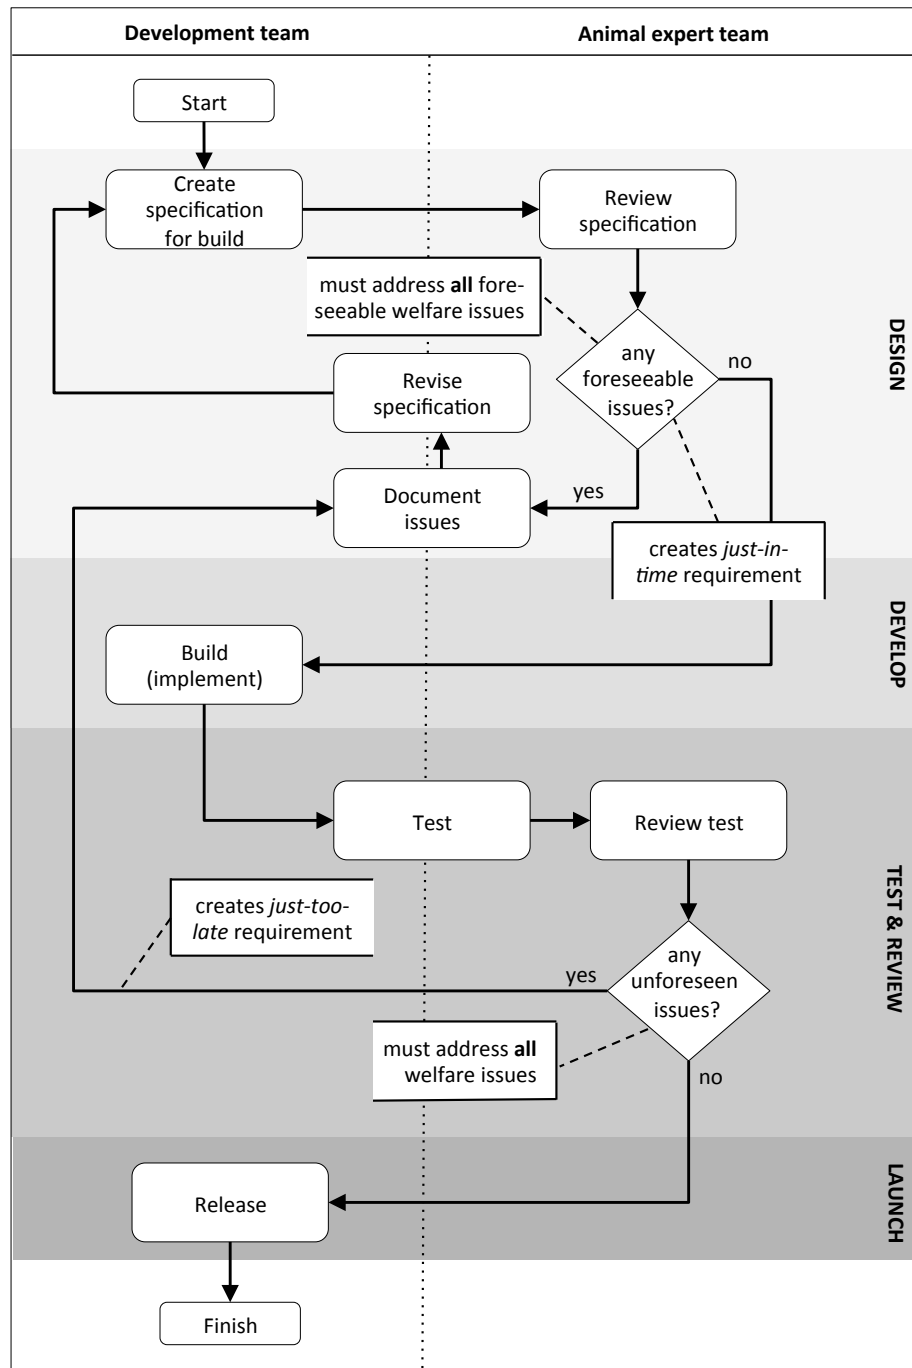 Development team
Animal expert team
Start
Create
specification
for build
Review
specification
must address all fore-
seeable welfare issues
any
foreseeable
issues?
no
DESIGN
Revise
specification
yes
Document
issues
creates just-in-
time requirement
DEVELOP
Build
(implement)
Test
Review test
creates just-too-
late requirement
TEST & REVIEW
any
unforeseen
issues?
yes
must address all
welfare issues
no
LAUNCH
Release
Finish